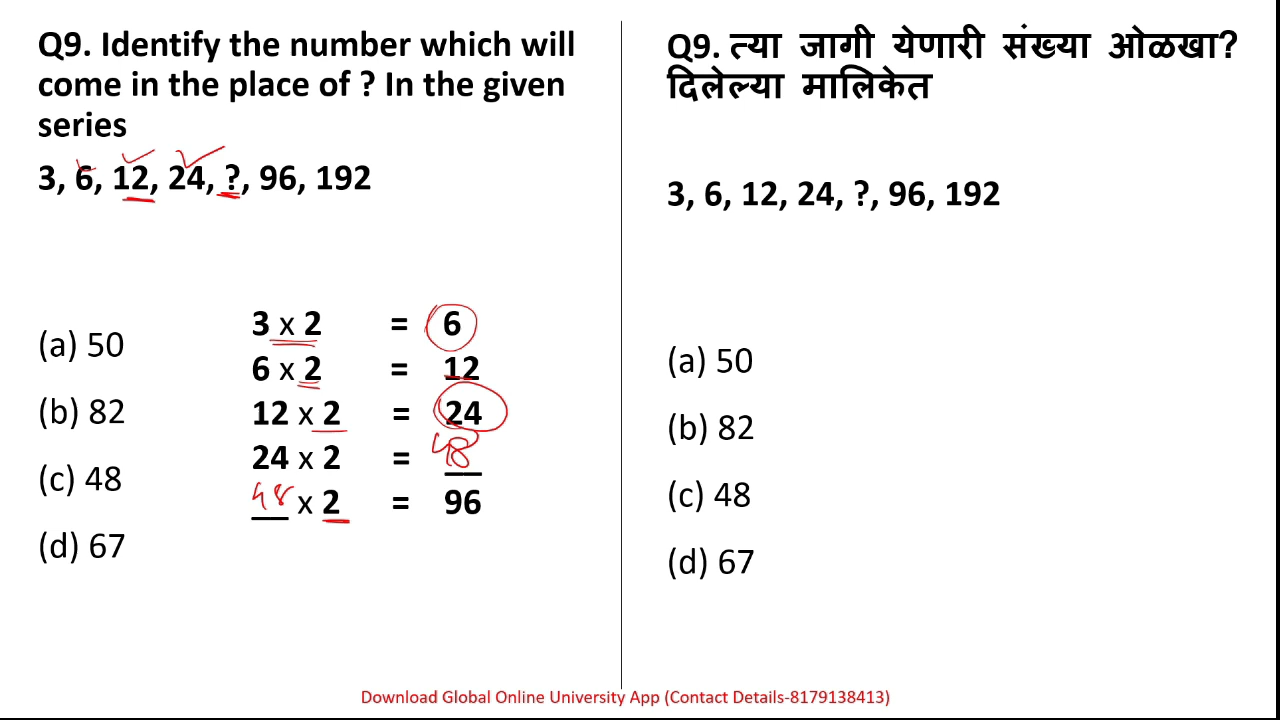 Q9. Identify the number which will
come in the place of ? In the given
series
3, 6, 12, 24, ?, 96, 192
(a) 50
(b) 82
(c) 48
(d) 67
3 x 2 = 6
6 x 2 = 12
12 x 2 = 24
24 x 2 = 48
48 x 2 = 96
Q9. त्या जागी येणारी संख्या ओळखा?
दिलेल्या मालिकेत
3, 6, 12, 24, ?, 96, 192
(a) 50
(b) 82
(c) 48
(d) 67
Download Global Online University App (Contact Details-8179138413)